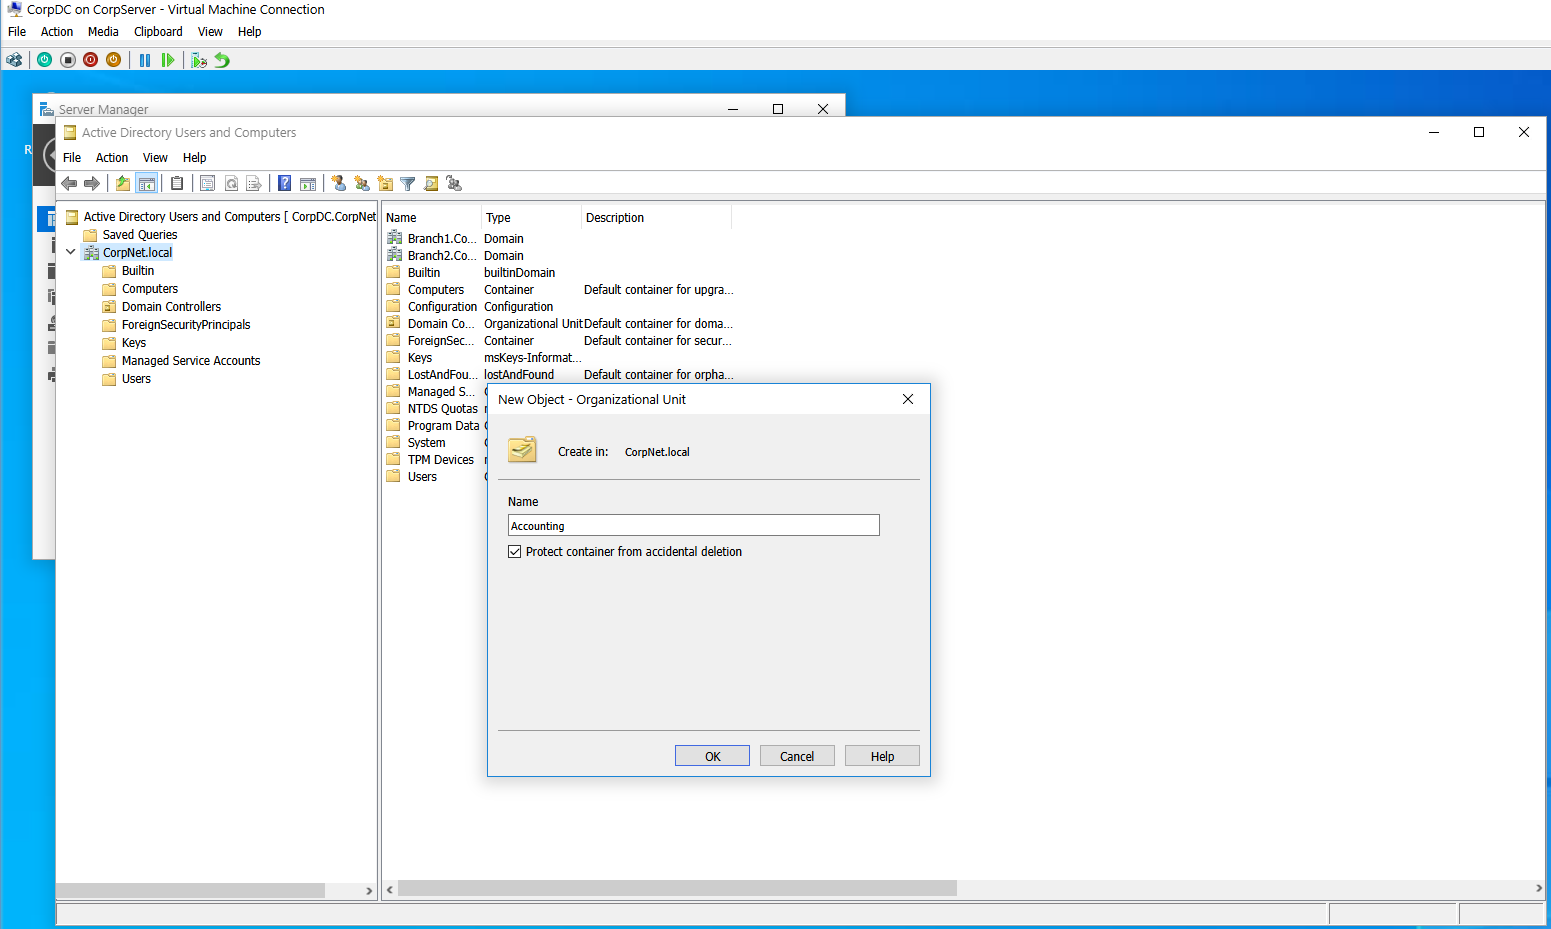 CorpDC on CorpServer - Virtual Machine Connection
File Action Media Clipboard View Help
Server Manager
R
Active Directory Users and Computers
File Action View Help
Active Directory Users and Computers [ CorpDC.CorpNet
Saved Queries
CorpNet.local
Builtin
Computers
Domain Controllers
ForeignSecurityPrincipals
Keys
Managed Service Accounts
Users
Name Type Description
Branch1.Co... Domain
Branch2.Co... Domain
Builtin builtinDomain
Computers Container Default container for upgra...
Configuration Configuration
Domain Co... Organizational Unit Default container for doma...
ForeignSec... Container Default container for secur...
Keys msKeys-Informat...
LostAndFou... lostAndFound Default container for orpha...
Managed S...
NTDS Quotas
Program Data
System
TPM Devices
Users
New Object - Organizational Unit
Create in: CorpNet.local
Name
Accounting
Protect container from accidental deletion
OK Cancel Help